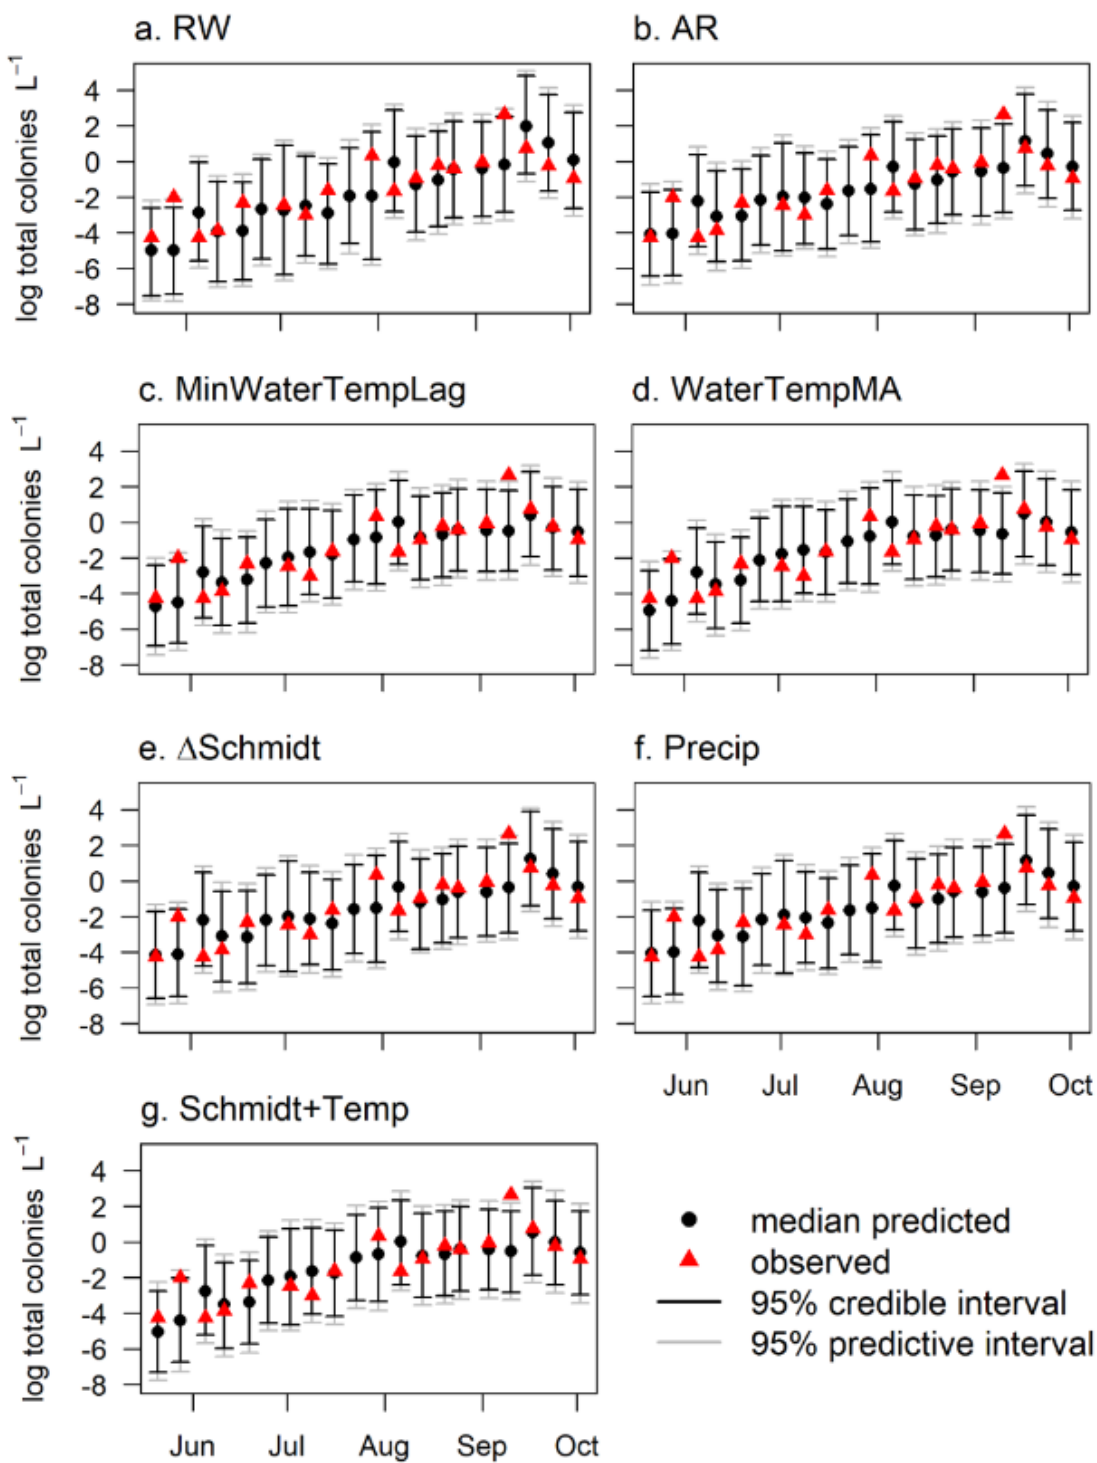 a. RW
b. AR
log total colonies L⁻¹
4
2
0
-2
-4
-6
-8
c. MinWaterTempLag
d. WaterTempMA
log total colonies L⁻¹
4
2
0
-2
-4
-6
-8
e. ΔSchmidt
f. Precip
log total colonies L⁻¹
4
2
0
-2
-4
-6
-8
Jun Jul Aug Sep Oct
g. Schmidt+Temp
log total colonies L⁻¹
4
2
0
-2
-4
-6
-8
Jun Jul Aug Sep Oct
median predicted
observed
95% credible interval
95% predictive interval